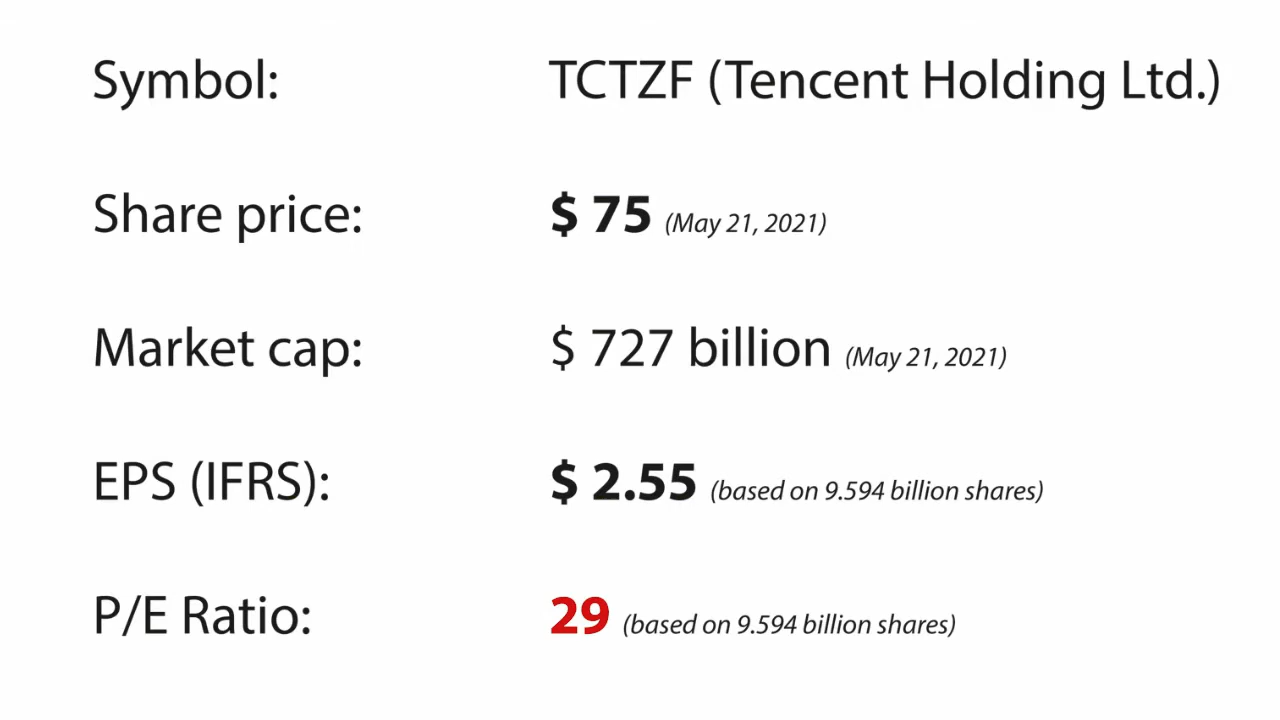 Symbol: TCTZF (Tencent Holding Ltd.)
Share price: $ 75 (May 21, 2021)
Market cap: $ 727 billion (May 21, 2021)
EPS (IFRS): $ 2.55 (based on 9.594 billion shares)
P/E Ratio: 29 (based on 9.594 billion shares)